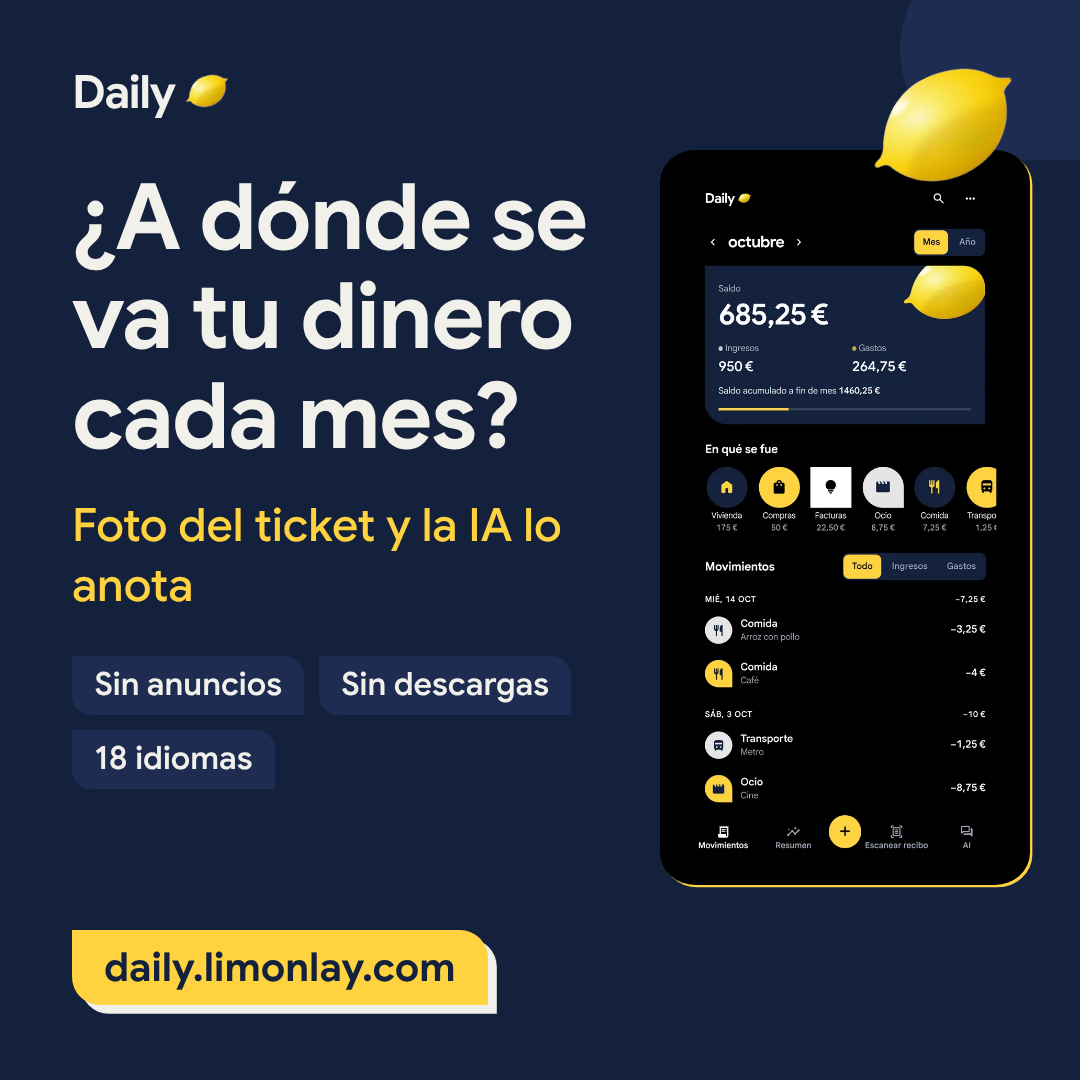 Daily
¿A dónde se
va tu dinero
cada mes?
Foto del ticket y la IA lo
anota
Sin anuncios
Sin descargas
18 idiomas
daily.limonlay.com
Daily
octubre
Mes
Año
Saldo
685,25 €
Ingresos
Gastos
950 €
264,75 €
Saldo acumulado a fin de mes 1460,25 €
En qué se fue
Vivienda
Compras
Facturas
Ocio
Comida
Transpo
175 €
50 €
22,50 €
8,75 €
7,25 €
1,25 €
Movimientos
Todo
Ingresos
Gastos
MIÉ, 14 OCT
−7,25 €
Comida
Arroz con pollo
−3,25 €
Comida
Café
−4 €
SÁB, 3 OCT
−10 €
Transporte
Metro
−1,25 €
Ocio
Cine
−8,75 €
Movimientos
Resumen
Escanear recibo
AI